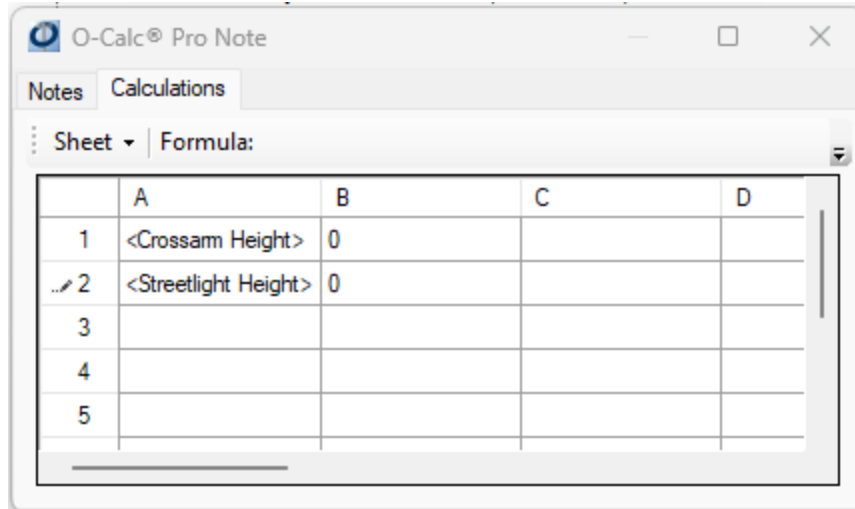 O-Calc® Pro Note
Notes Calculations
Sheet Formula:
A B C D
1 <Crossarm Height> 0
2 <Streetlight Height> 0
3
4
5